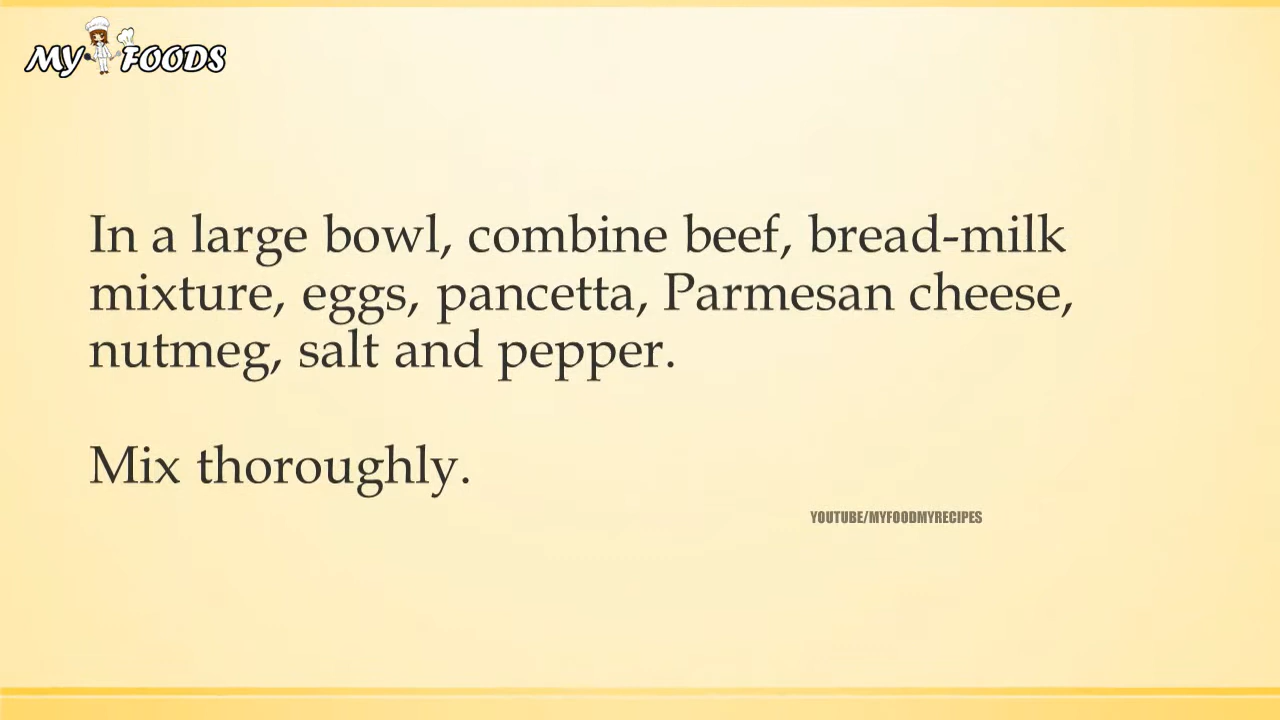 MY FOODS
In a large bowl, combine beef, bread-milk
mixture, eggs, pancetta, Parmesan cheese,
nutmeg, salt and pepper.
Mix thoroughly.
YOUTUBE/MYFOODMYRECIPES